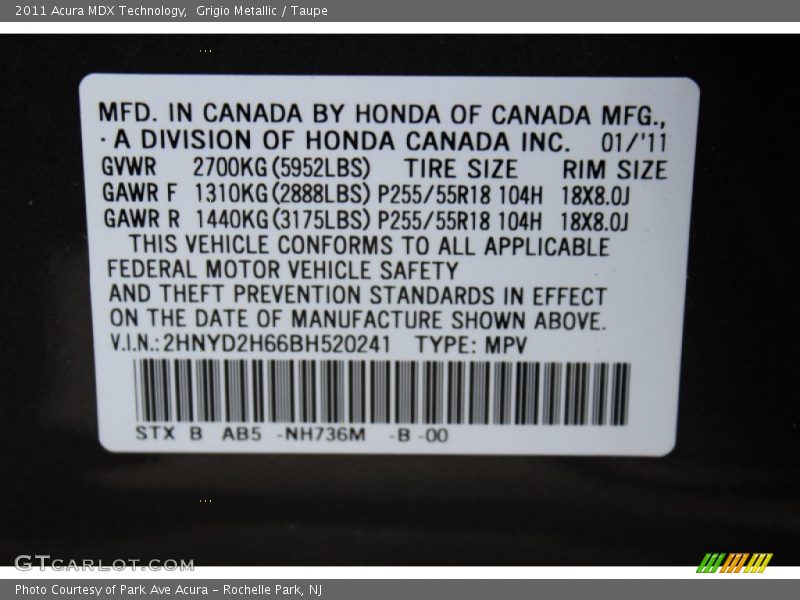 2011 Acura MDX Technology,  Grigio Metallic / Taupe
MFD. IN CANADA BY HONDA OF CANADA MFG.,
A DIVISION OF HONDA CANADA INC. 01/'11
GVWR 2700KG(5952LBS) TIRE SIZE RIM SIZE
GAWR F 1310KG(2888LBS) P255/55R18 104H 18X8.0J
GAWR R 1440KG(3175LBS) P255/55R18 104H 18X8.0J
THIS VEHICLE CONFORMS TO ALL APPLICABLE
FEDERAL MOTOR VEHICLE SAFETY
AND THEFT PREVENTION STANDARDS IN EFFECT
ON THE DATE OF MANUFACTURE SHOWN ABOVE.
V.I.N.:2HNYD2H66BH520241 TYPE: MPV
STX B AB5 -NH736M -B -00
GTCARLOT.COM
Photo Courtesy of Park Ave Acura - Rochelle Park, NJ